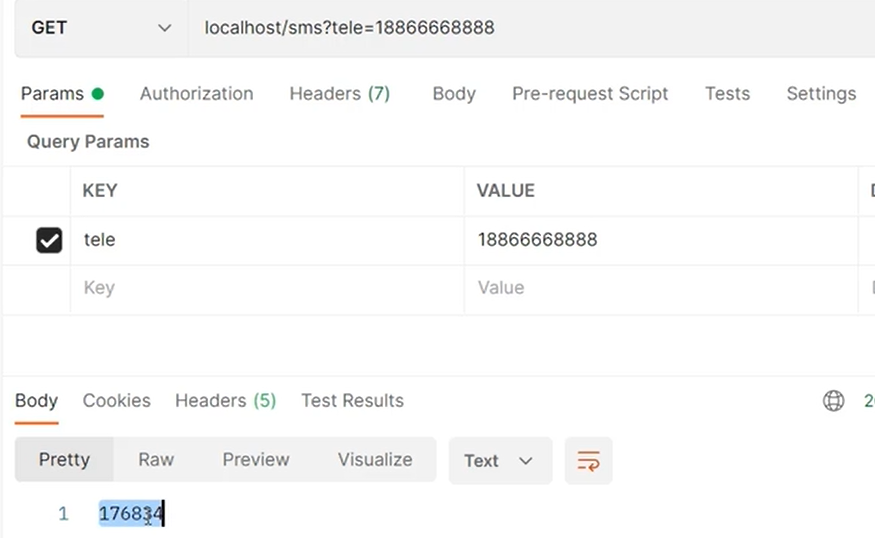 GET localhost/sms?tele=18866668888
Params Authorization Headers (7) Body Pre-request Script Tests Settings
Query Params
KEY VALUE
tele 18866668888
Key Value
Body Cookies Headers (5) Test Results
Pretty Raw Preview Visualize Text
1 176834